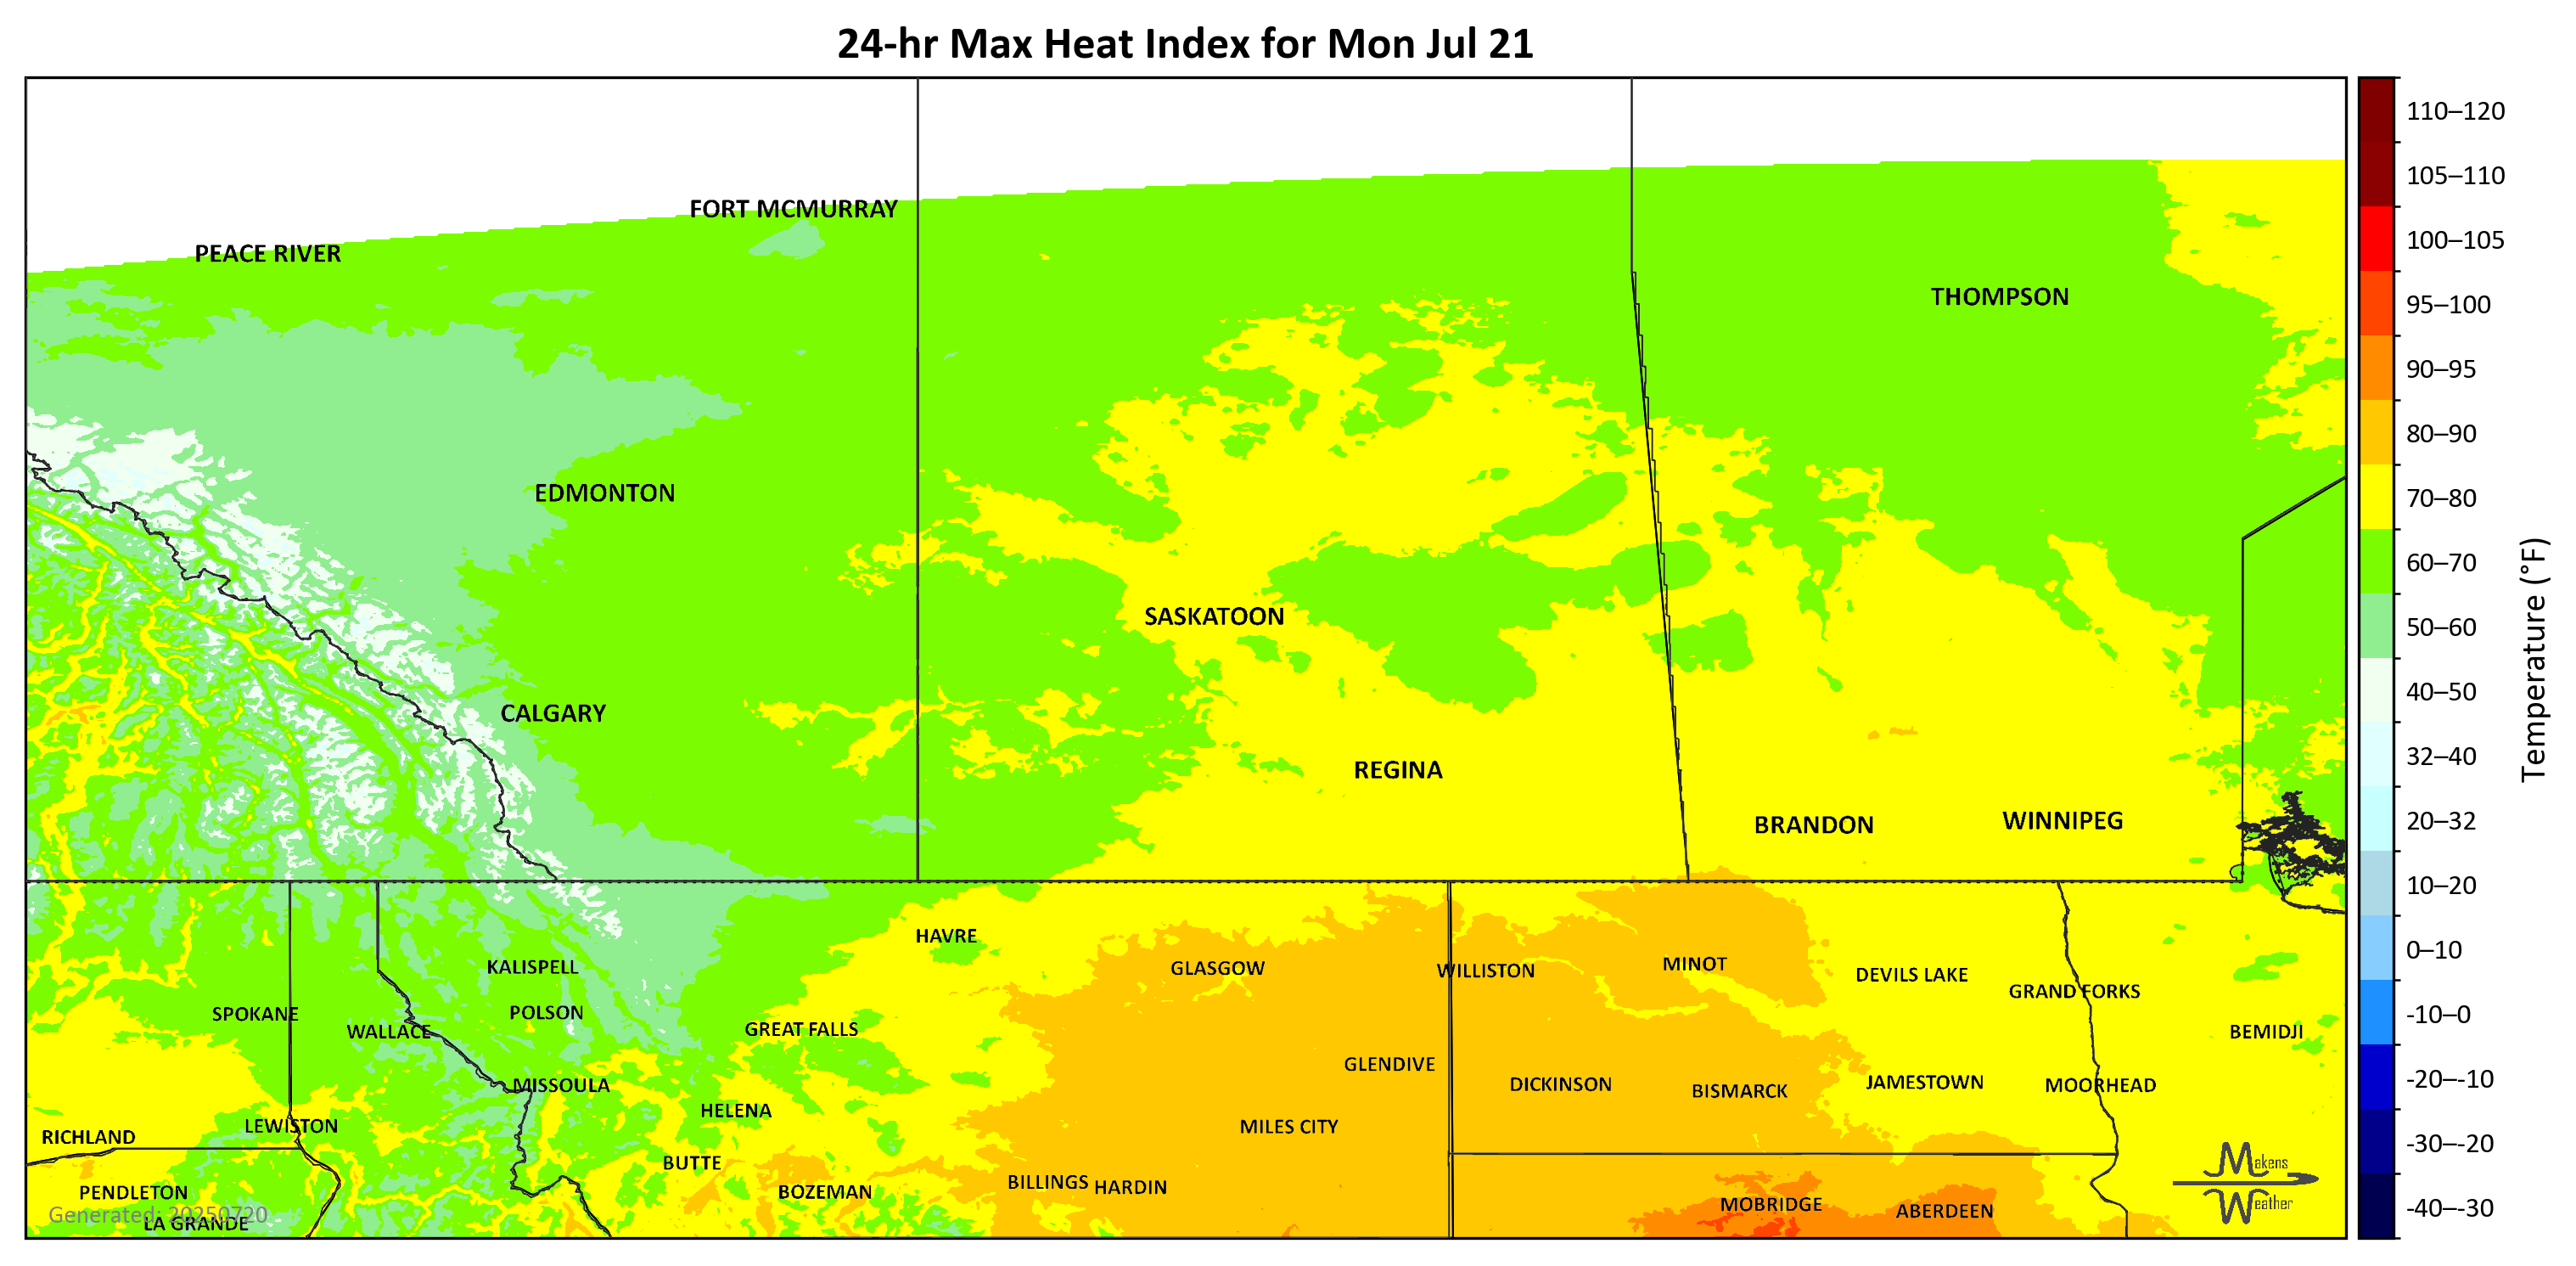 24-hr Max Heat Index for Mon Jul 21
110–120
105–110
100–105
95–100
90–95
80–90
70–80
60–70
50–60
40–50
32–40
20–32
10–20
0–10
-10–0
-20–-10
-30–-20
-40–-30
Temperature (°F)
FORT MCMURRAY
PEACE RIVER
THOMPSON
EDMONTON
SASKATOON
CALGARY
REGINA
BRANDON
WINNIPEG
HAVRE
KALISPELL
GLASGOW
WILLISTON
MINOT
DEVILS LAKE
GRAND FORKS
SPOKANE
POLSON
WALLACE
GREAT FALLS
BEMIDJI
GLENDIVE
MISSOULA
DICKINSON
BISMARCK
JAMESTOWN
MOORHEAD
HELENA
LEWISTON
MILES CITY
RICHLAND
BUTTE
BILLINGS
HARDIN
PENDLETON
BOZEMAN
MOBRIDGE
ABERDEEN
Generated: 20250720
LA GRANDE
Makens
Weather